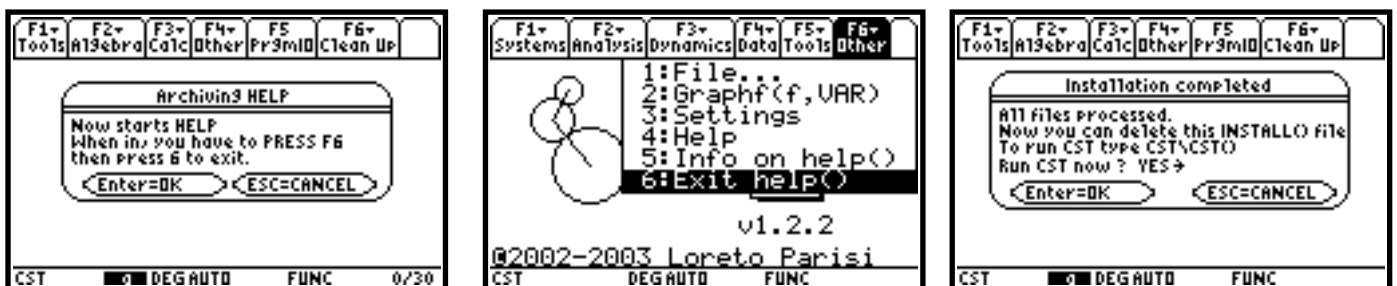 F1 F2 F3 F4 F5 F6
Tools Algebra Calc Other PrgmIO Clean Up
Archiving HELP
Now starts HELP
When in, you have to PRESS F6
then press 6 to exit.
Enter=OK ESC=CANCEL
CST DEG AUTO FUNC 0/30
F1 F2 F3 F4 F5 F6
Systems Analysis Dynamics Data Tools Other
1:File...
2:Graphf(f,VAR)
3:Settings
4:Help
5:Info on help()
6:Exit help()
v1.2.2
©2002-2003 Loreto Parisi
CST DEG AUTO FUNC
F1 F2 F3 F4 F5 F6
Tools Algebra Calc Other PrgmIO Clean Up
Installation completed
All files processed.
Now you can delete this INSTALL() file
To run CST type CST\CST()
Run CST now ? YES→
Enter=OK ESC=CANCEL
CST DEG AUTO FUNC